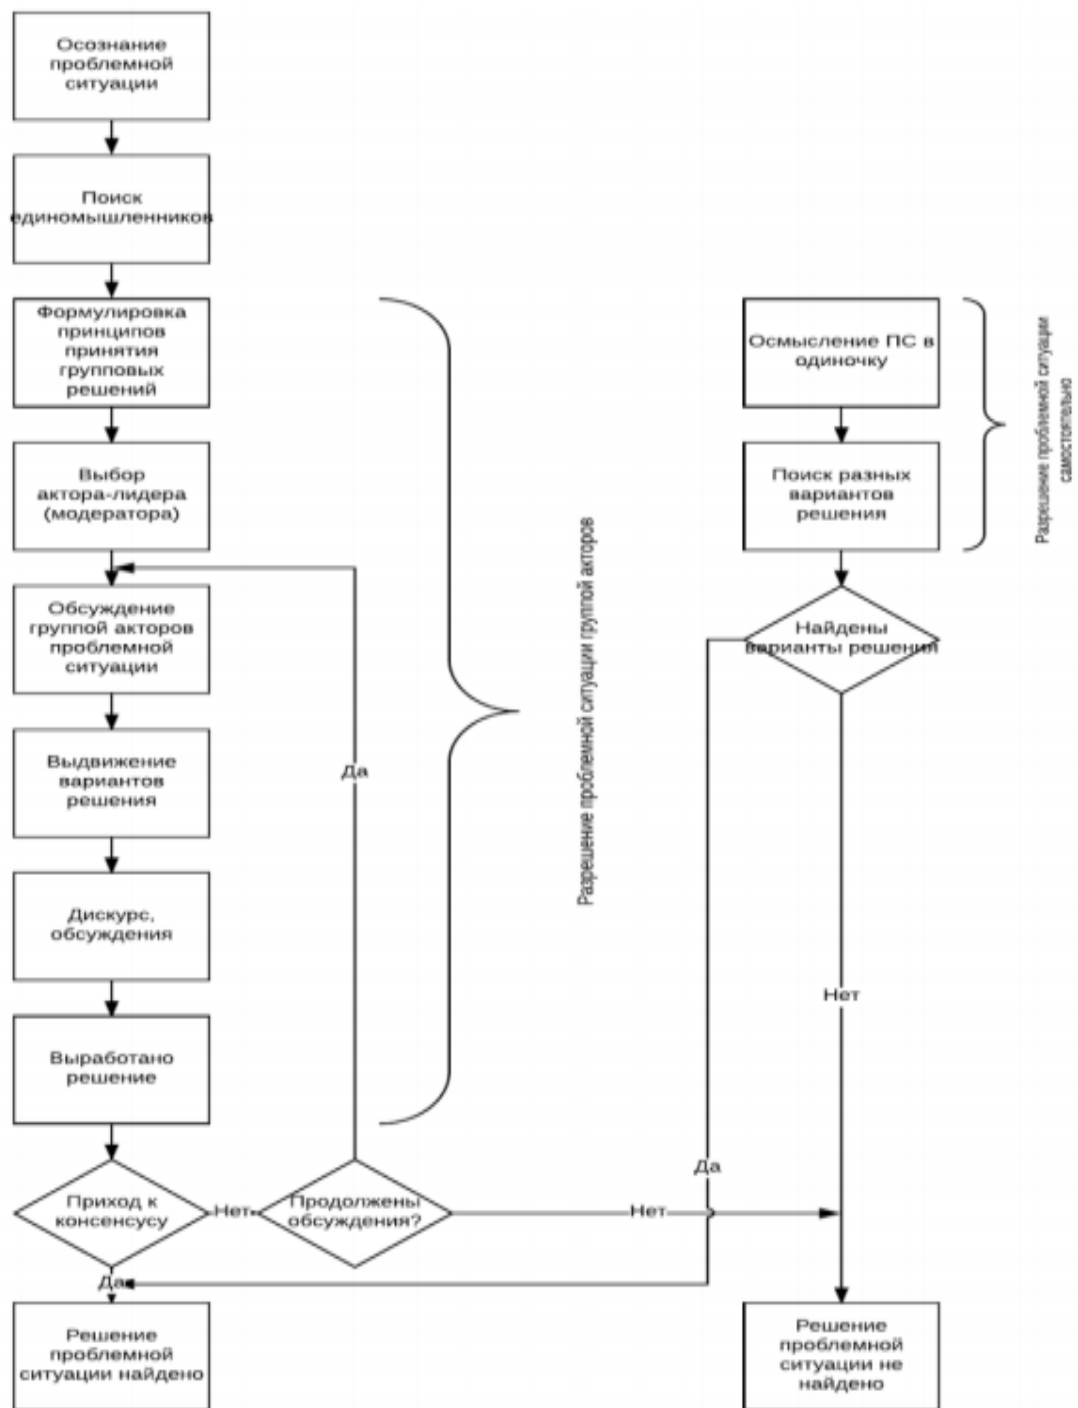 Осознание
проблемной
ситуации
Поиск
единомышленников
Формулировка
принципов
принятия
групповых
решений
Выбор
актора-лидера
(модератора)
Обсуждение
группой акторов
проблемной
ситуации
Выдвижение
вариантов
решения
Дискурс,
обсуждения
Выработано
решение
Приход к
консенсусу
Нет
Продолжены
обсуждения?
Да
Нет
Да
Решение
проблемной
ситуации найдено
Разрешение проблемной ситуации группой акторов
Осмысление ПС в
одиночку
Поиск разных
вариантов
решения
Разрешение проблемной ситуации
самостоятельно
Найдены
варианты решения
Да
Нет
Решение
проблемной
ситуации не
найдено